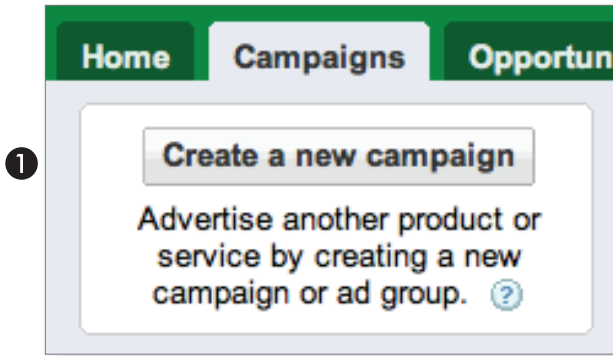 Home Campaigns Opportun
1
Create a new campaign
Advertise another product or
service by creating a new
campaign or ad group. ?